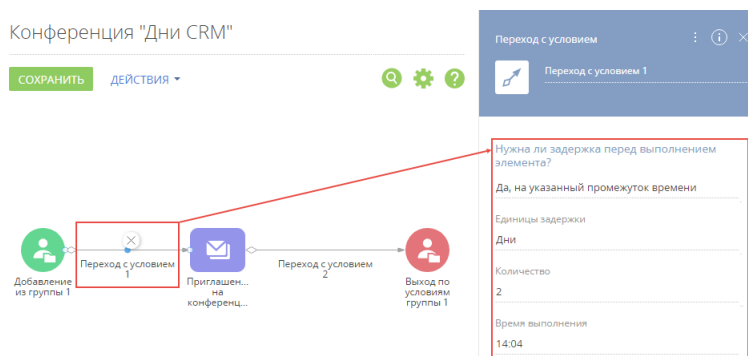 Конференция "Дни CRM"
СОХРАНИТЬ ДЕЙСТВИЯ
Переход с условием
Переход с условием 1
Нужна ли задержка перед выполнением
элемента?
Да, на указанный промежуток времени
Единицы задержки
Дни
Количество
2
Время выполнения
14:04
Добавление
из группы 1
Переход с условием
1
Приглашен...
на
конференц...
Переход с условием
2
Выход по
условиям
группы 1